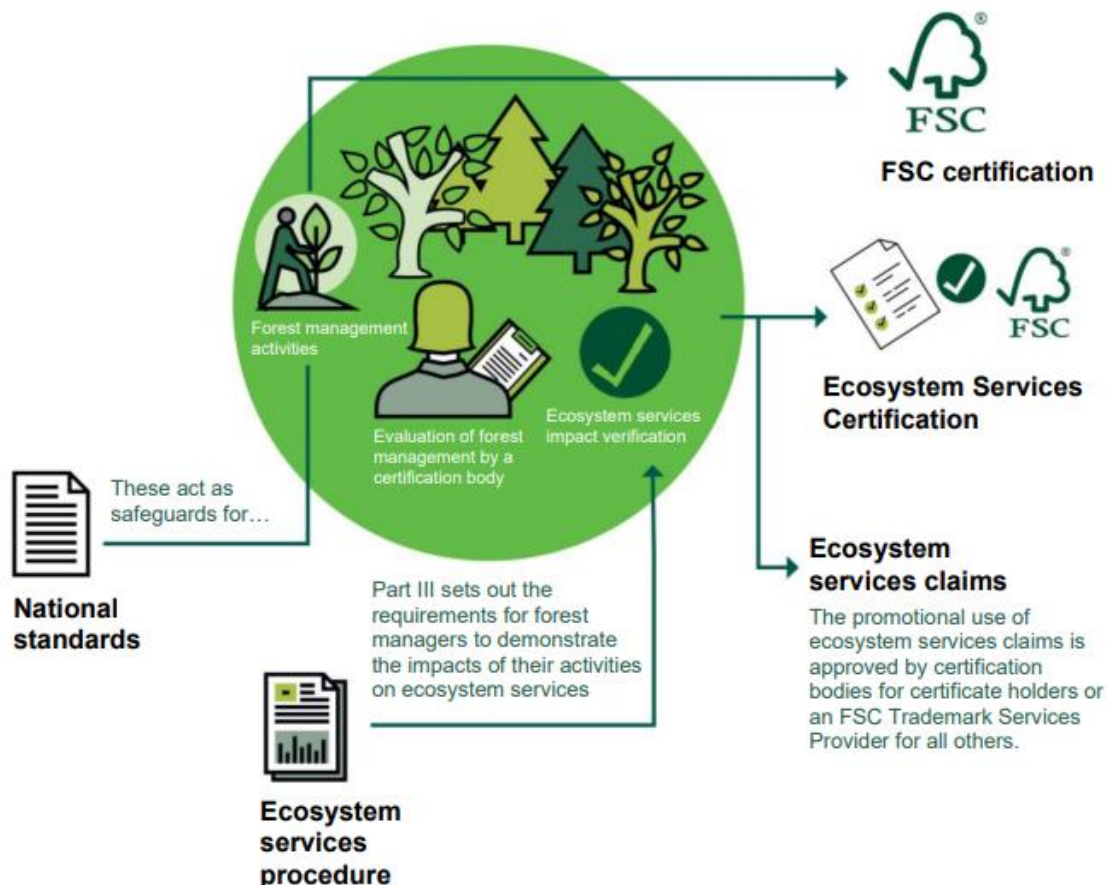 ®
FSC
FSC certification
Forest management
activities
Evaluation of forest
management by a
certification body
Ecosystem services
impact verification
®
FSC
Ecosystem Services
Certification
These act as
safeguards for…
National
standards
Part III sets out the
requirements for forest
managers to demonstrate
the impacts of their activities
on ecosystem services
Ecosystem
services claims
The promotional use of
ecosystem services claims is
approved by certification
bodies for certificate holders or
an FSC Trademark Services
Provider for all others.
Ecosystem
services
procedure